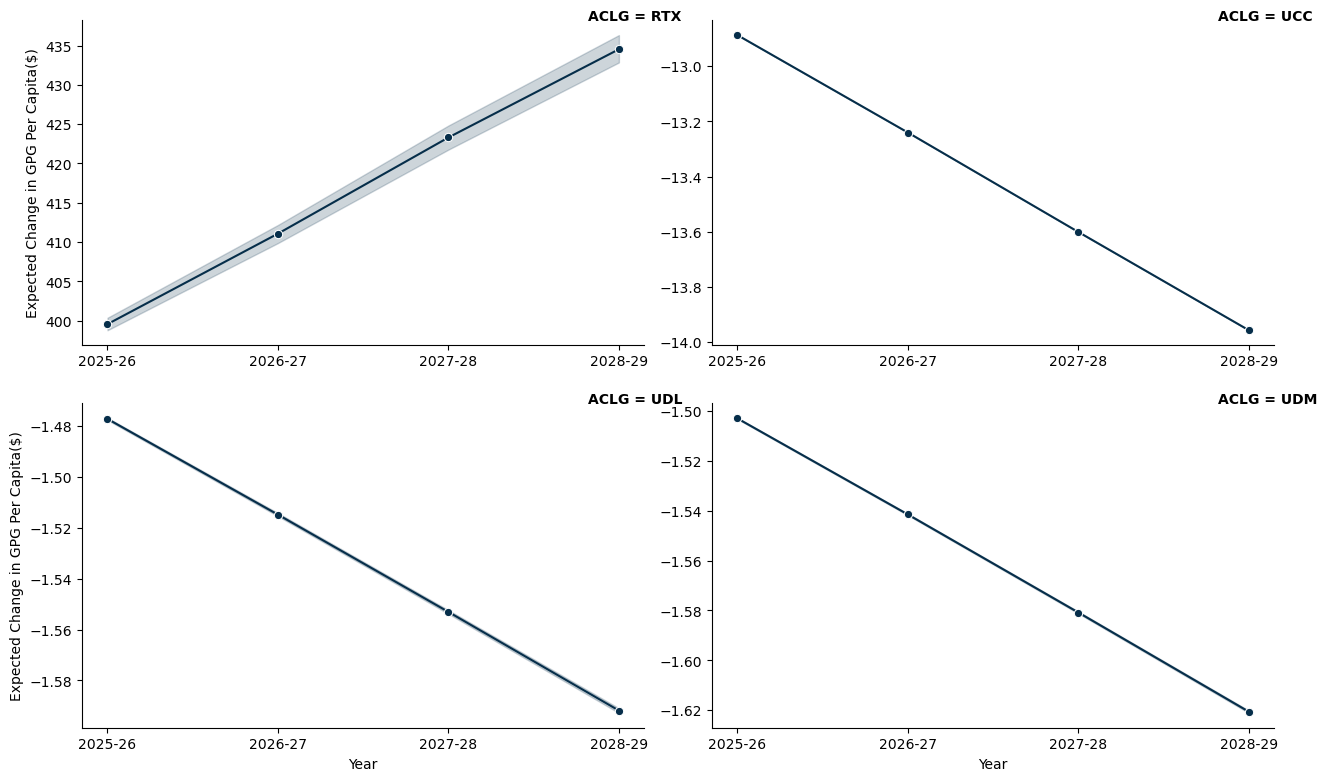 ACLG = RTX
Expected Change in GPG Per Capita($)
435
430
425
420
415
410
405
400
2025-26 2026-27 2027-28 2028-29
ACLG = UCC
−13.0
−13.2
−13.4
−13.6
−13.8
−14.0
2025-26 2026-27 2027-28 2028-29
ACLG = UDL
Expected Change in GPG Per Capita($)
−1.48
−1.50
−1.52
−1.54
−1.56
−1.58
2025-26 2026-27 2027-28 2028-29
Year
ACLG = UDM
−1.50
−1.52
−1.54
−1.56
−1.58
−1.60
−1.62
2025-26 2026-27 2027-28 2028-29
Year